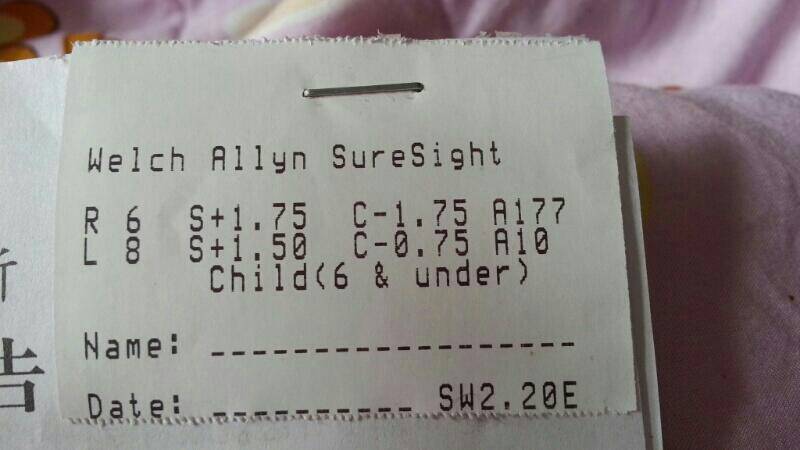 Welch Allyn SureSight
R 6 S+1.75 C-1.75 A177
L 8 S+1.50 C-0.75 A10
Child(6 & under)
Name: ------------------
Date: ---------- SW2.20E
告